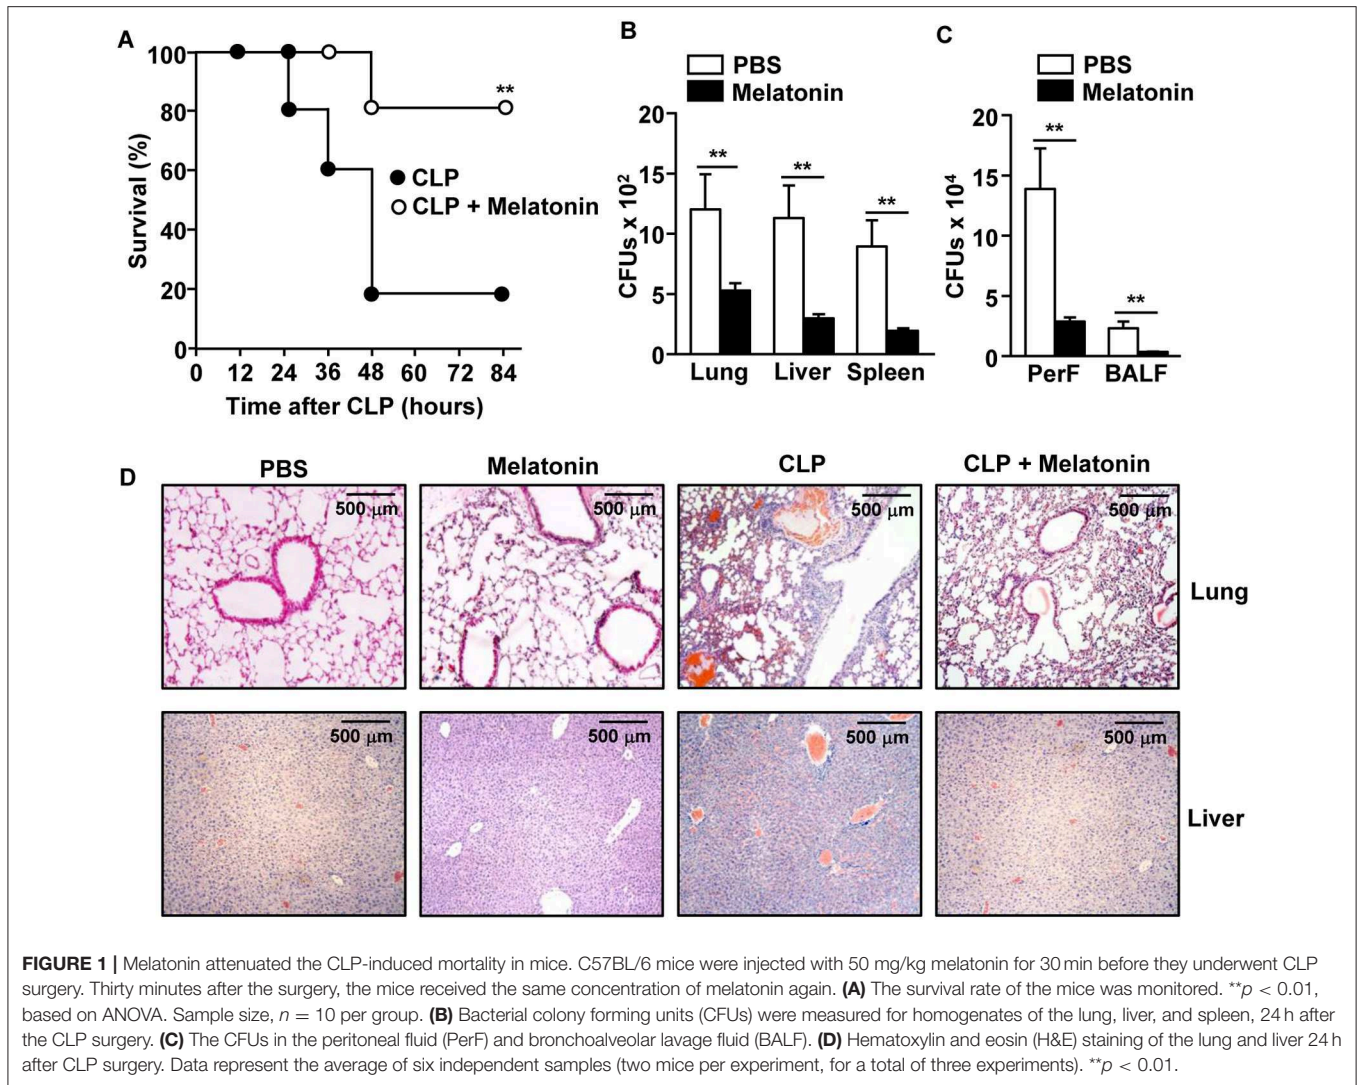 A
100
80
60
40
20
0
Survival (%)
**
CLP
CLP + Melatonin
0 12 24 36 48 60 72 84
Time after CLP (hours)
B
PBS
Melatonin
20
15
10
5
0
CFUs x 10²
** ** **
Lung Liver Spleen
C
PBS
Melatonin
20
15
10
5
0
CFUs x 10⁴
** **
PerF BALF
D
PBS Melatonin CLP CLP + Melatonin
500 μm 500 μm 500 μm 500 μm
Lung
500 μm 500 μm 500 μm 500 μm
Liver
FIGURE 1 | Melatonin attenuated the CLP-induced mortality in mice. C57BL/6 mice were injected with 50 mg/kg melatonin for 30 min before they underwent CLP
surgery. Thirty minutes after the surgery, the mice received the same concentration of melatonin again. (A) The survival rate of the mice was monitored. **p < 0.01,
based on ANOVA. Sample size, n = 10 per group. (B) Bacterial colony forming units (CFUs) were measured for homogenates of the lung, liver, and spleen, 24 h after
the CLP surgery. (C) The CFUs in the peritoneal fluid (PerF) and bronchoalveolar lavage fluid (BALF). (D) Hematoxylin and eosin (H&E) staining of the lung and liver 24 h
after CLP surgery. Data represent the average of six independent samples (two mice per experiment, for a total of three experiments). **p < 0.01.